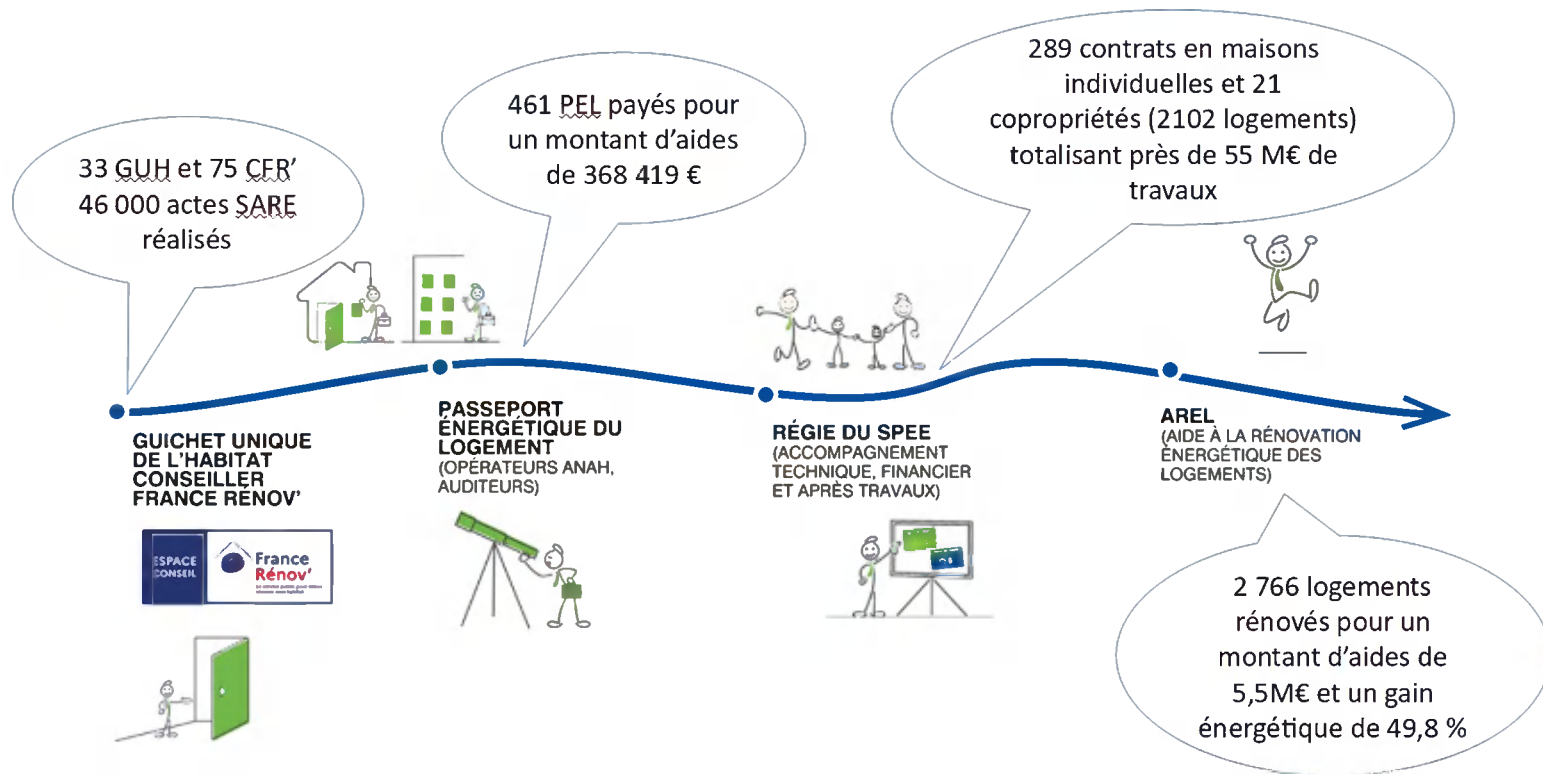 33 GUH et 75 CFR'
46 000 actes SARE
réalisés
461 PEL payés pour
un montant d'aides
de 368 419 €
289 contrats en maisons
individuelles et 21
copropriétés (2102 logements)
totalisant près de 55 M€ de
travaux
GUICHET UNIQUE
DE L'HABITAT
CONSEILLER
FRANCE RÉNOV'
ESPACE
CONSEIL
France
Rénov'
PASSEPORT
ÉNERGÉTIQUE DU
LOGEMENT
(OPÉRATEURS ANAH,
AUDITEURS)
RÉGIE DU SPEE
(ACCOMPAGNEMENT
TECHNIQUE, FINANCIER
ET APRÈS TRAVAUX)
AREL
(AIDE À LA RÉNOVATION
ÉNERGÉTIQUE DES
LOGEMENTS)
2 766 logements
rénovés pour un
montant d'aides de
5,5M€ et un gain
énergétique de 49,8 %